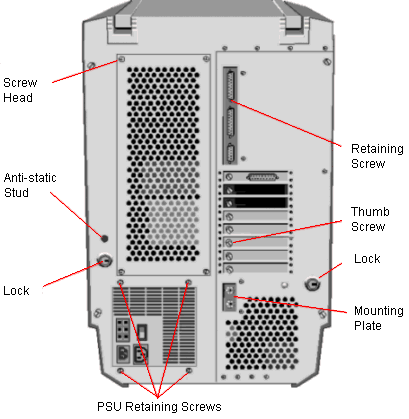 Screw
Head
Retaining
Screw
Anti-static
Stud
Thumb
Screw
Lock
Lock
Mounting
Plate
PSU Retaining Screws